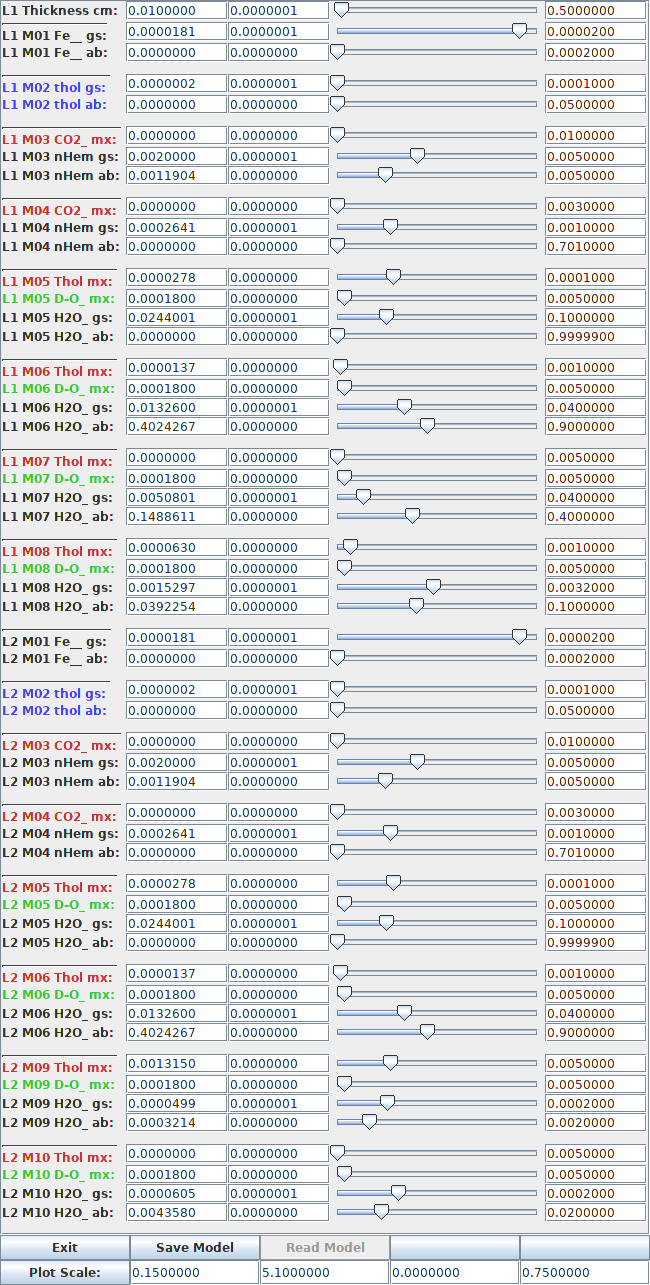 L1 Thickness cm: 0.0100000 0.0000001 0.5000000
L1 M01 Fe__ gs: 0.0000181 0.0000001 0.0000200
L1 M01 Fe__ ab: 0.0000000 0.0000000 0.0002000
L1 M02 thol gs: 0.0000002 0.0000001 0.0001000
L1 M02 thol ab: 0.0000000 0.0000000 0.0500000
L1 M03 CO2_ mx: 0.0000000 0.0000000 0.0100000
L1 M03 nHem gs: 0.0020000 0.0000001 0.0050000
L1 M03 nHem ab: 0.0011904 0.0000000 0.0050000
L1 M04 CO2_ mx: 0.0000000 0.0000000 0.0030000
L1 M04 nHem gs: 0.0002641 0.0000001 0.0010000
L1 M04 nHem ab: 0.0000000 0.0000000 0.7010000
L1 M05 Thol mx: 0.0000278 0.0000000 0.0001000
L1 M05 D-O_ mx: 0.0001800 0.0000000 0.0050000
L1 M05 H2O_ gs: 0.0244001 0.0000001 0.1000000
L1 M05 H2O_ ab: 0.0000000 0.0000000 0.9999900
L1 M06 Thol mx: 0.0000137 0.0000000 0.0010000
L1 M06 D-O_ mx: 0.0001800 0.0000000 0.0050000
L1 M06 H2O_ gs: 0.0132600 0.0000001 0.0400000
L1 M06 H2O_ ab: 0.4024267 0.0000000 0.9000000
L1 M07 Thol mx: 0.0000000 0.0000000 0.0050000
L1 M07 D-O_ mx: 0.0001800 0.0000000 0.0050000
L1 M07 H2O_ gs: 0.0050801 0.0000001 0.0400000
L1 M07 H2O_ ab: 0.1488611 0.0000000 0.4000000
L1 M08 Thol mx: 0.0000630 0.0000000 0.0010000
L1 M08 D-O_ mx: 0.0001800 0.0000000 0.0050000
L1 M08 H2O_ gs: 0.0015297 0.0000001 0.0032000
L1 M08 H2O_ ab: 0.0392254 0.0000000 0.1000000
L2 M01 Fe__ gs: 0.0000181 0.0000001 0.0000200
L2 M01 Fe__ ab: 0.0000000 0.0000000 0.0002000
L2 M02 thol gs: 0.0000002 0.0000001 0.0001000
L2 M02 thol ab: 0.0000000 0.0000000 0.0500000
L2 M03 CO2_ mx: 0.0000000 0.0000000 0.0100000
L2 M03 nHem gs: 0.0020000 0.0000001 0.0050000
L2 M03 nHem ab: 0.0011904 0.0000000 0.0050000
L2 M04 CO2_ mx: 0.0000000 0.0000000 0.0030000
L2 M04 nHem gs: 0.0002641 0.0000001 0.0010000
L2 M04 nHem ab: 0.0000000 0.0000000 0.7010000
L2 M05 Thol mx: 0.0000278 0.0000000 0.0001000
L2 M05 D-O_ mx: 0.0001800 0.0000000 0.0050000
L2 M05 H2O_ gs: 0.0244001 0.0000001 0.1000000
L2 M05 H2O_ ab: 0.0000000 0.0000000 0.9999900
L2 M06 Thol mx: 0.0000137 0.0000000 0.0010000
L2 M06 D-O_ mx: 0.0001800 0.0000000 0.0050000
L2 M06 H2O_ gs: 0.0132600 0.0000001 0.0400000
L2 M06 H2O_ ab: 0.4024267 0.0000000 0.9000000
L2 M09 Thol mx: 0.0013150 0.0000000 0.0050000
L2 M09 D-O_ mx: 0.0001800 0.0000000 0.0050000
L2 M09 H2O_ gs: 0.0000499 0.0000001 0.0002000
L2 M09 H2O_ ab: 0.0003214 0.0000000 0.0020000
L2 M10 Thol mx: 0.0000000 0.0000000 0.0050000
L2 M10 D-O_ mx: 0.0001800 0.0000000 0.0050000
L2 M10 H2O_ gs: 0.0000605 0.0000001 0.0002000
L2 M10 H2O_ ab: 0.0043580 0.0000000 0.0200000
Exit Save Model Read Model
Plot Scale: 0.1500000 5.1000000 0.0000000 0.7500000